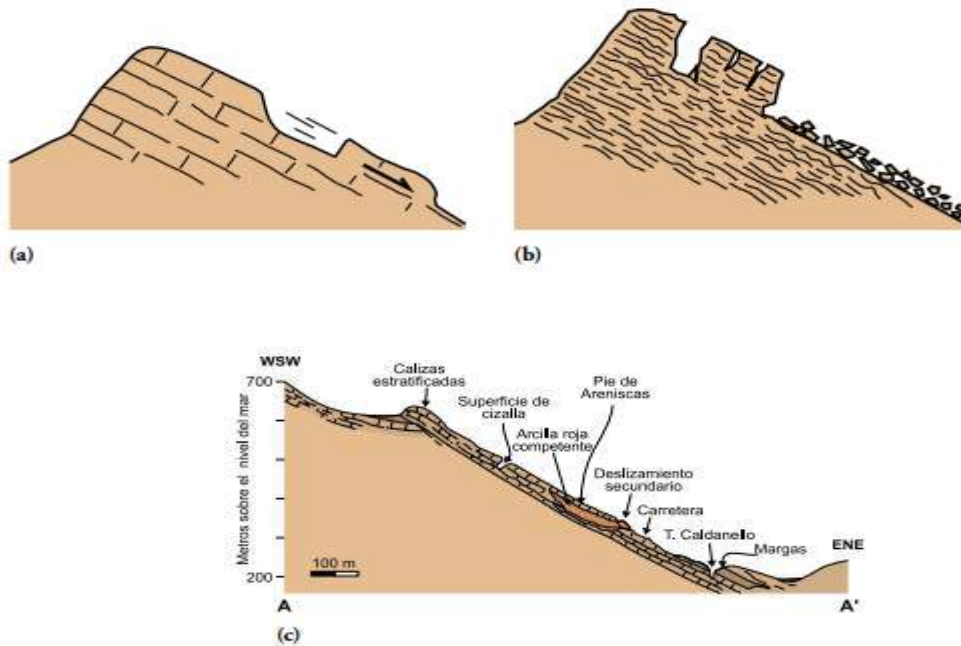 (a)
(b)
WSW
700
Calizas
estratificadas
Superficie de
cizalla
Arcilla roja
competente
Pie de
Areniscas
Deslizamiento
secundario
Carretera
T. Caldanello
Margas
ENE
Metros sobre el nivel del mar
200
100 m
A
A'
(c)